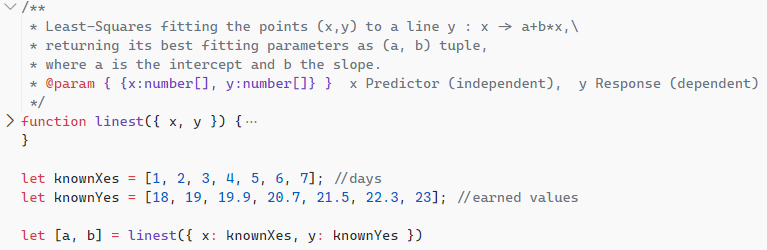 /**
 * Least-Squares fitting the points (x,y) to a line y : x → a+b*x,\
 * returning its best fitting parameters as (a, b) tuple,
 * where a is the intercept and b the slope.
 * @param { {x:number[], y:number[]} }  x Predictor (independent),  y Response (dependent)
 */
function linest({ x, y }) {⋯
}
let knownXes = [1, 2, 3, 4, 5, 6, 7]; //days
let knownYes = [18, 19, 19.9, 20.7, 21.5, 22.3, 23]; //earned values
let [a, b] = linest({ x: knownXes, y: knownYes })